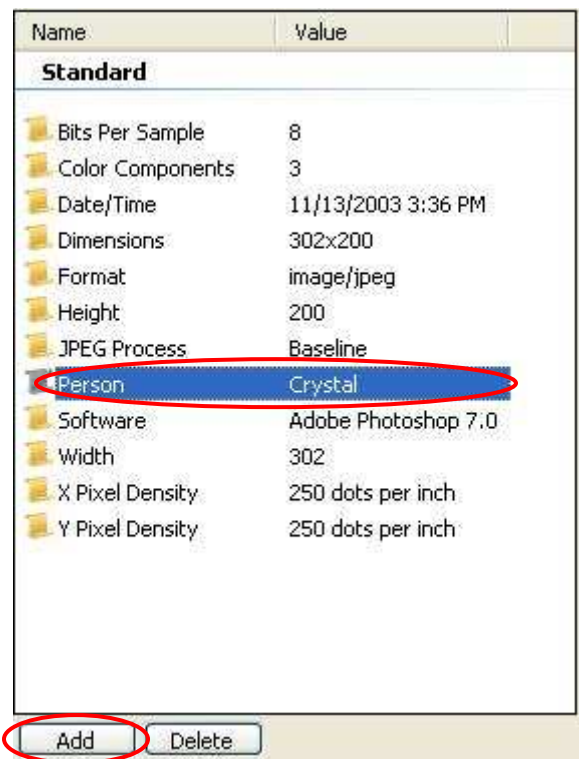 Name Value
Standard
Bits Per Sample 8
Color Components 3
Date/Time 11/13/2003 3:36 PM
Dimensions 302x200
Format image/jpeg
Height 200
JPEG Process Baseline
Person Crystal
Software Adobe Photoshop 7.0
Width 302
X Pixel Density 250 dots per inch
Y Pixel Density 250 dots per inch
Add Delete